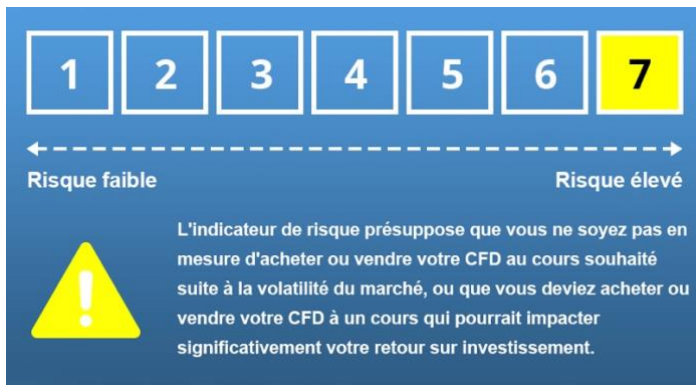 1 2 3 4 5 6 7
Risque faible Risque élevé
L'indicateur de risque présuppose que vous ne soyez pas en
mesure d'acheter ou vendre votre CFD au cours souhaité
suite à la volatilité du marché, ou que vous deviez acheter ou
vendre votre CFD à un cours qui pourrait impacter
significativement votre retour sur investissement.